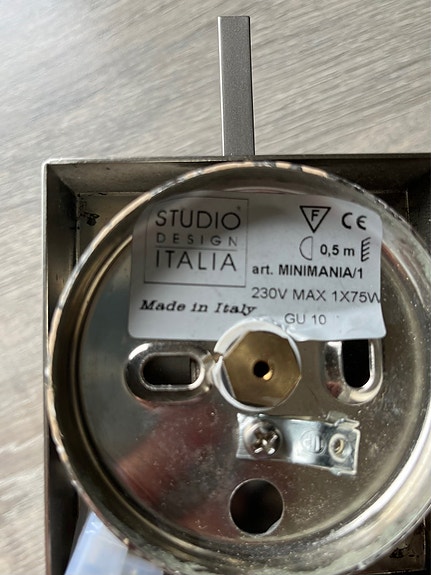 STUDIO
DESIGN
ITALIA
F CE
0,5 m
art. MINIMANIA/1
230V MAX 1X75W
Made in Italy
GU 10